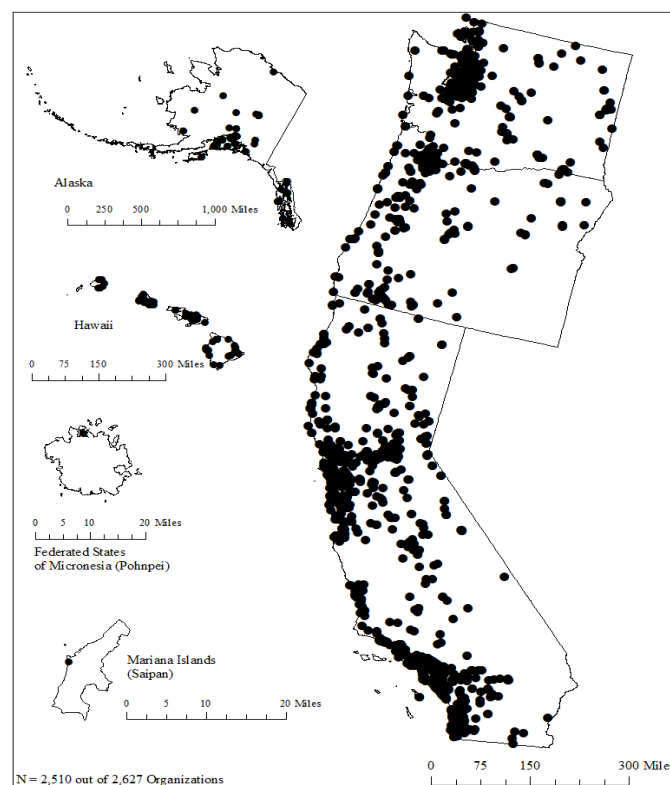 Alaska
0 250 500 1,000 Miles
Hawaii
0 75 150 300 Miles
0 5 10 20 Miles
Federated States
of Micronesia (Pohnpei)
Mariana Islands
(Saipan)
0 5 10 20 Miles
N = 2,510 out of 2,627 Organizations
0 75 150 300 Mile